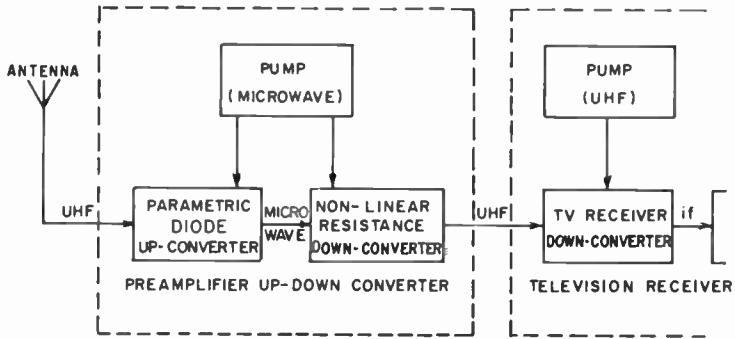 ANTENNA
PUMP
(MICROWAVE)
PUMP
(UHF)
UHF
PARAMETRIC
DIODE
UP-CONVERTER
MICRO
WAVE
NON-LINEAR
RESISTANCE
DOWN-CONVERTER
UHF
TV RECEIVER
DOWN-CONVERTER
if
PREAMPLIFIER UP-DOWN CONVERTER
TELEVISION RECEIVER